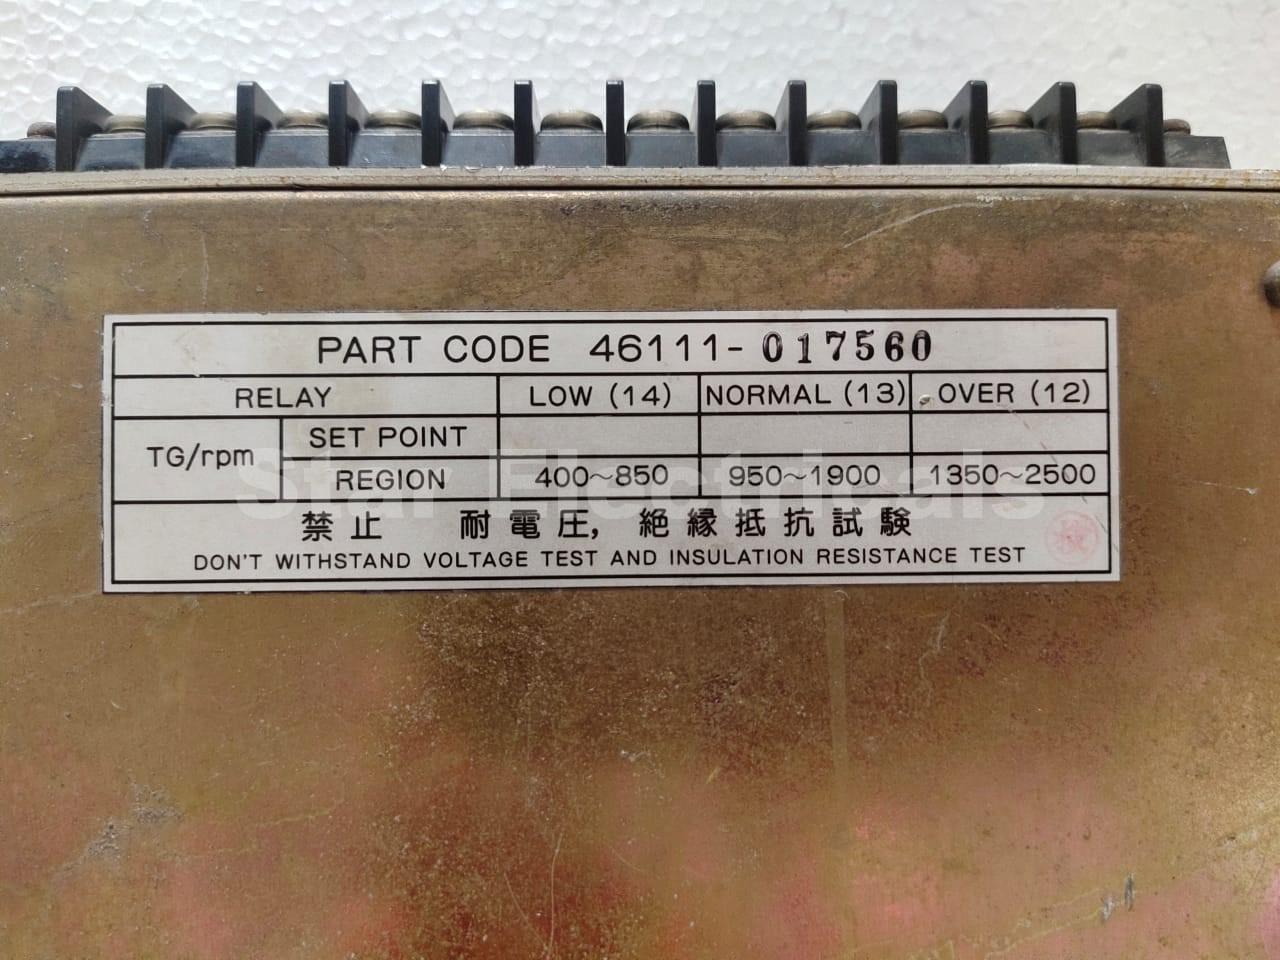 PART CODE 46111-017560
RELAY LOW (14) NORMAL (13) OVER (12)
TG/rpm SET POINT
REGION 400~850 950~1900 1350~2500
Star Electricals
禁止 耐電圧, 絶縁抵抗試験
DON'T WITHSTAND VOLTAGE TEST AND INSULATION RESISTANCE TEST